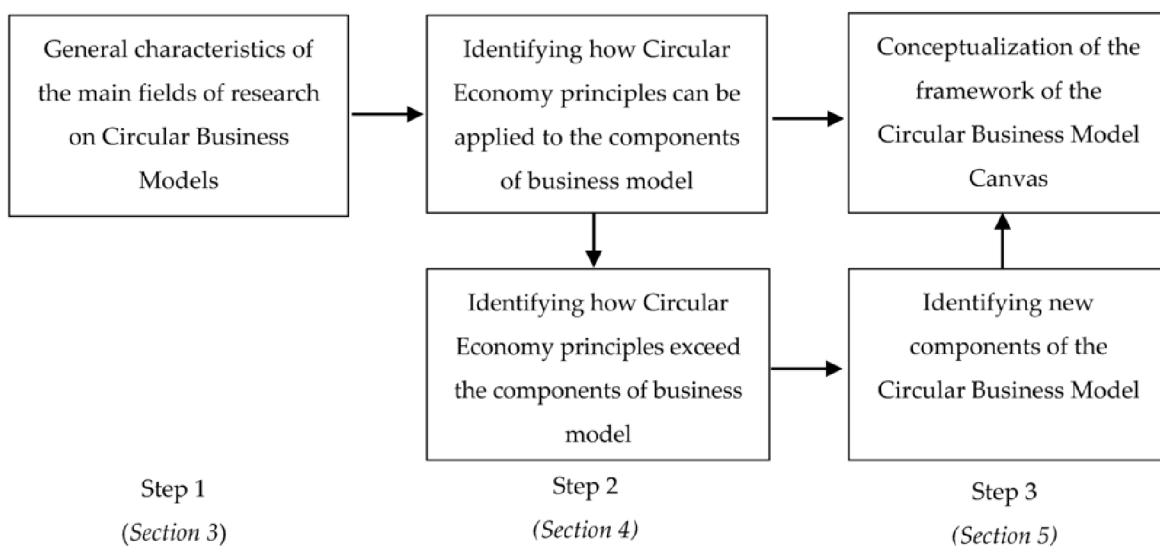 General characteristics of
the main fields of research
on Circular Business
Models
Identifying how Circular
Economy principles can be
applied to the components
of business model
Conceptualization of the
framework of the
Circular Business Model
Canvas
Identifying how Circular
Economy principles exceed
the components of business
model
Identifying new
components of the
Circular Business Model
Step 1
(Section 3)
Step 2
(Section 4)
Step 3
(Section 5)